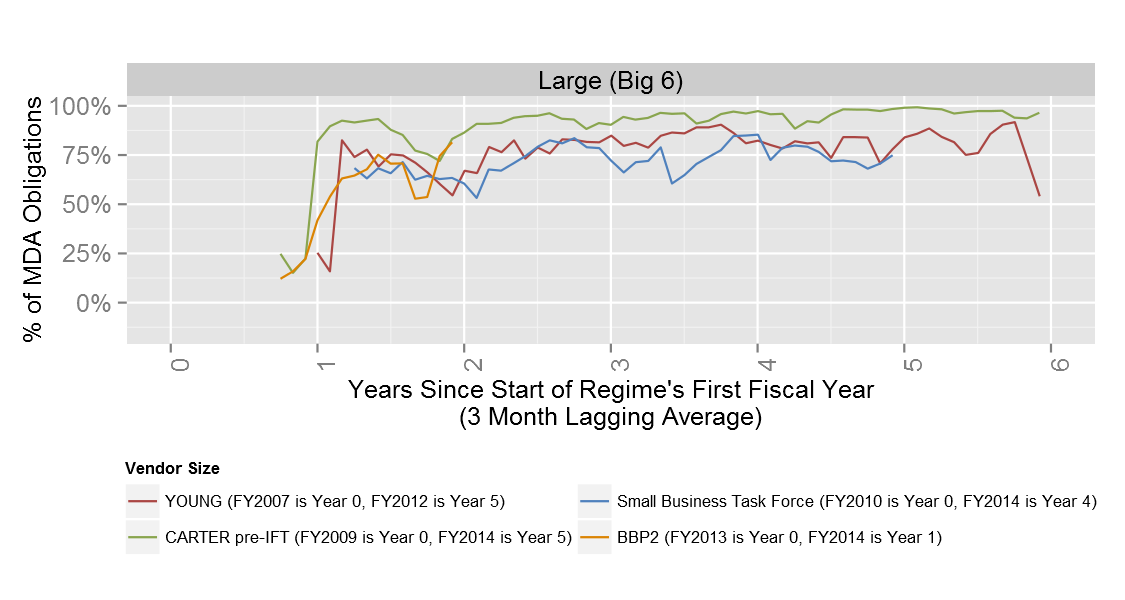 Large (Big 6)
% of MDA Obligations
100%
75%
50%
25%
0%
0 1 2 3 4 5 6
Years Since Start of Regime's First Fiscal Year
(3 Month Lagging Average)
Vendor Size
YOUNG (FY2007 is Year 0, FY2012 is Year 5)
Small Business Task Force (FY2010 is Year 0, FY2014 is Year 4)
CARTER pre-IFT (FY2009 is Year 0, FY2014 is Year 5)
BBP2 (FY2013 is Year 0, FY2014 is Year 1)